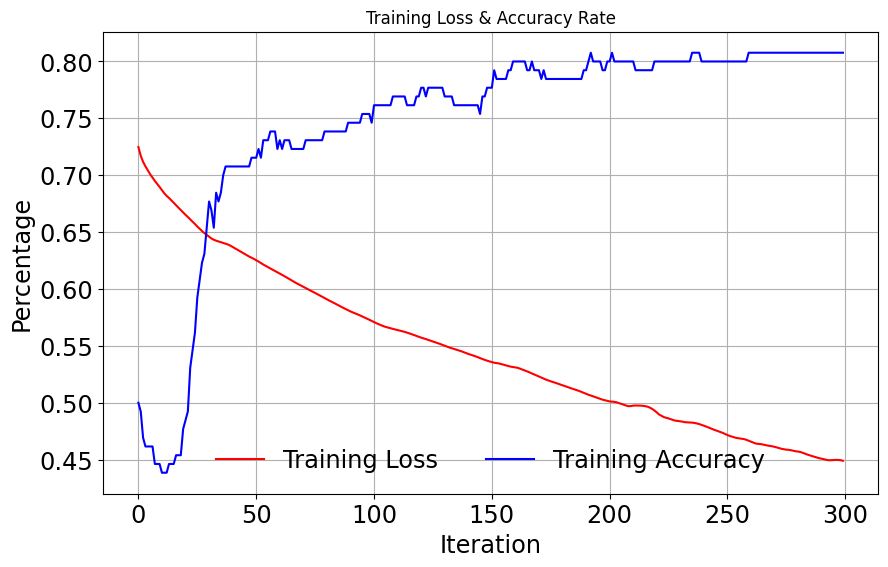 Training Loss & Accuracy Rate
0.80
0.75
0.70
0.65
0.60
0.55
0.50
0.45
Percentage
Training Loss
Training Accuracy
0 50 100 150 200 250 300
Iteration